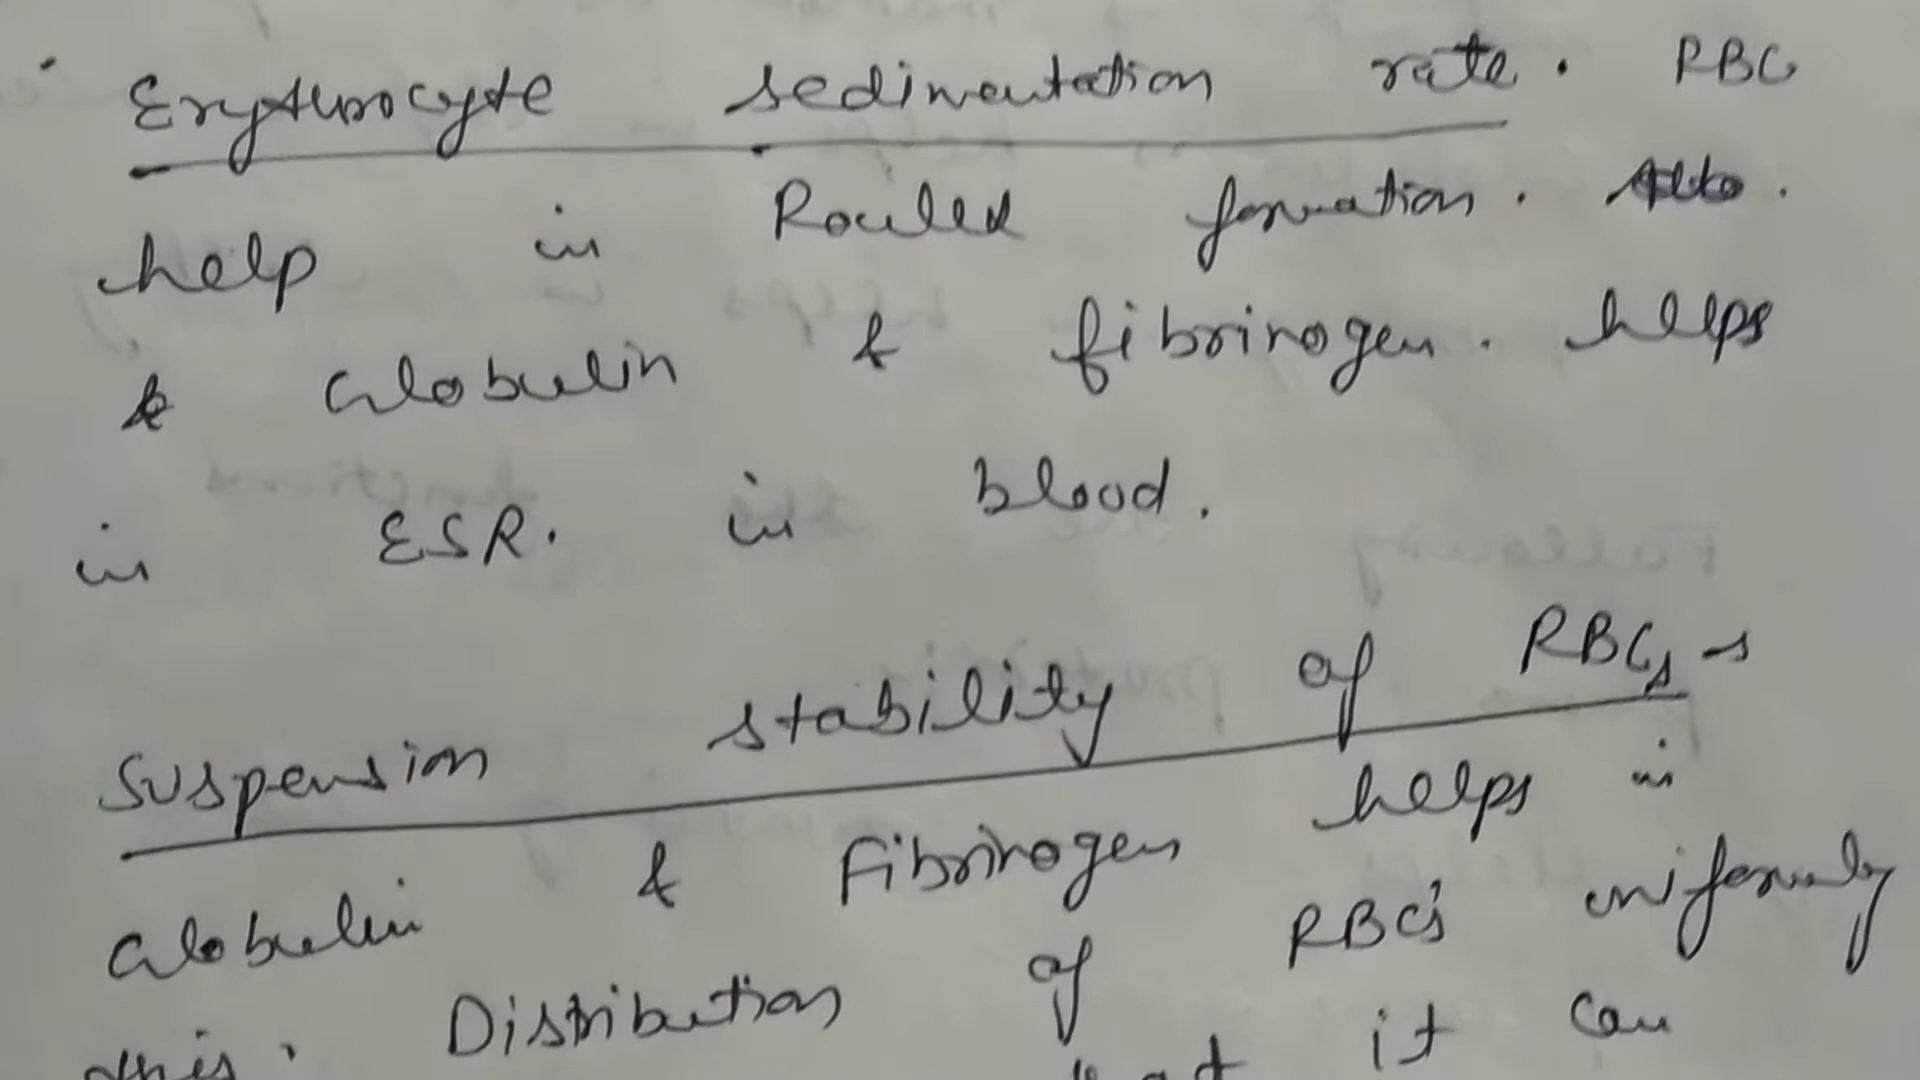 Erythrocyte sedimentation rate. RBC
help in Rouled formation. Also.
& Globulin & fibrinogen. helps
in ESR. in blood.
Suspension stability of RBCs →
Globulin & Fibrinogen helps in
this. Distribution of RBC's uniformly
it can